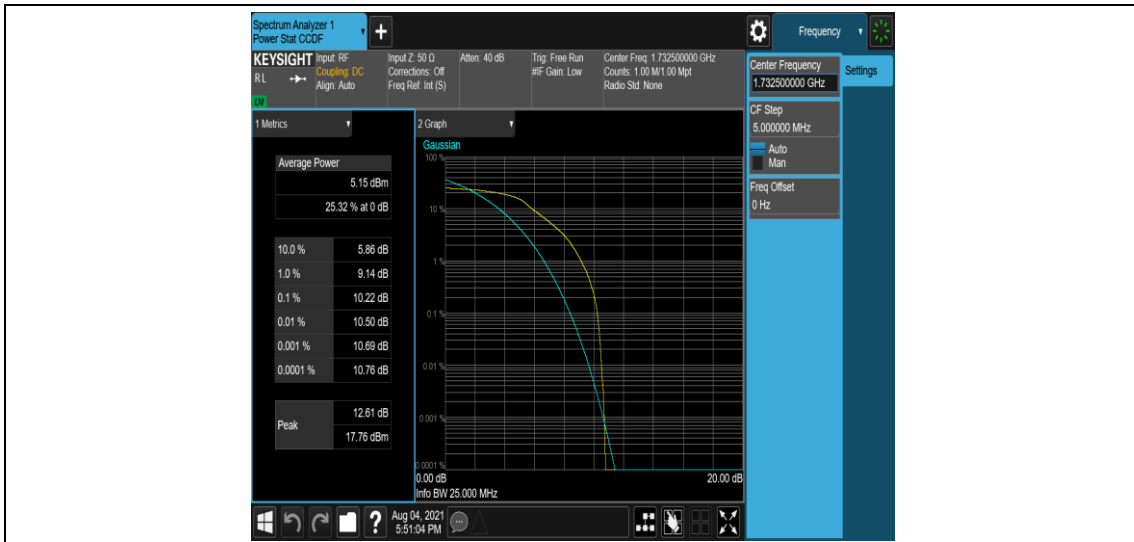 Spectrum Analyzer 1
Power Stat CCDF
+
Frequency
KEYSIGHT
RL
LM
Input: RF
Coupling: DC
Align: Auto
Input Z: 50 Ω
Corrections: Off
Freq Ref: Int (S)
Atten: 40 dB
Trig: Free Run
#IF Gain: Low
Center Freq: 1.732500000 GHz
Counts: 1.00 M/1.00 Mpt
Radio Std: None
Center Frequency
1.732500000 GHz
Settings
CF Step
5.000000 MHz
Auto
Man
Freq Offset
0 Hz
1 Metrics
Average Power
5.15 dBm
25.32 % at 0 dB
10.0 % 5.86 dB
1.0 % 9.14 dB
0.1 % 10.22 dB
0.01 % 10.50 dB
0.001 % 10.69 dB
0.0001 % 10.76 dB
Peak
12.61 dB
17.76 dBm
2 Graph
Gaussian
100 %
10 %
1 %
0.1 %
0.01 %
0.001 %
0.0001 %
0.00 dB 20.00 dB
Info BW 25.000 MHz
?
Aug 04, 2021
5:51:04 PM